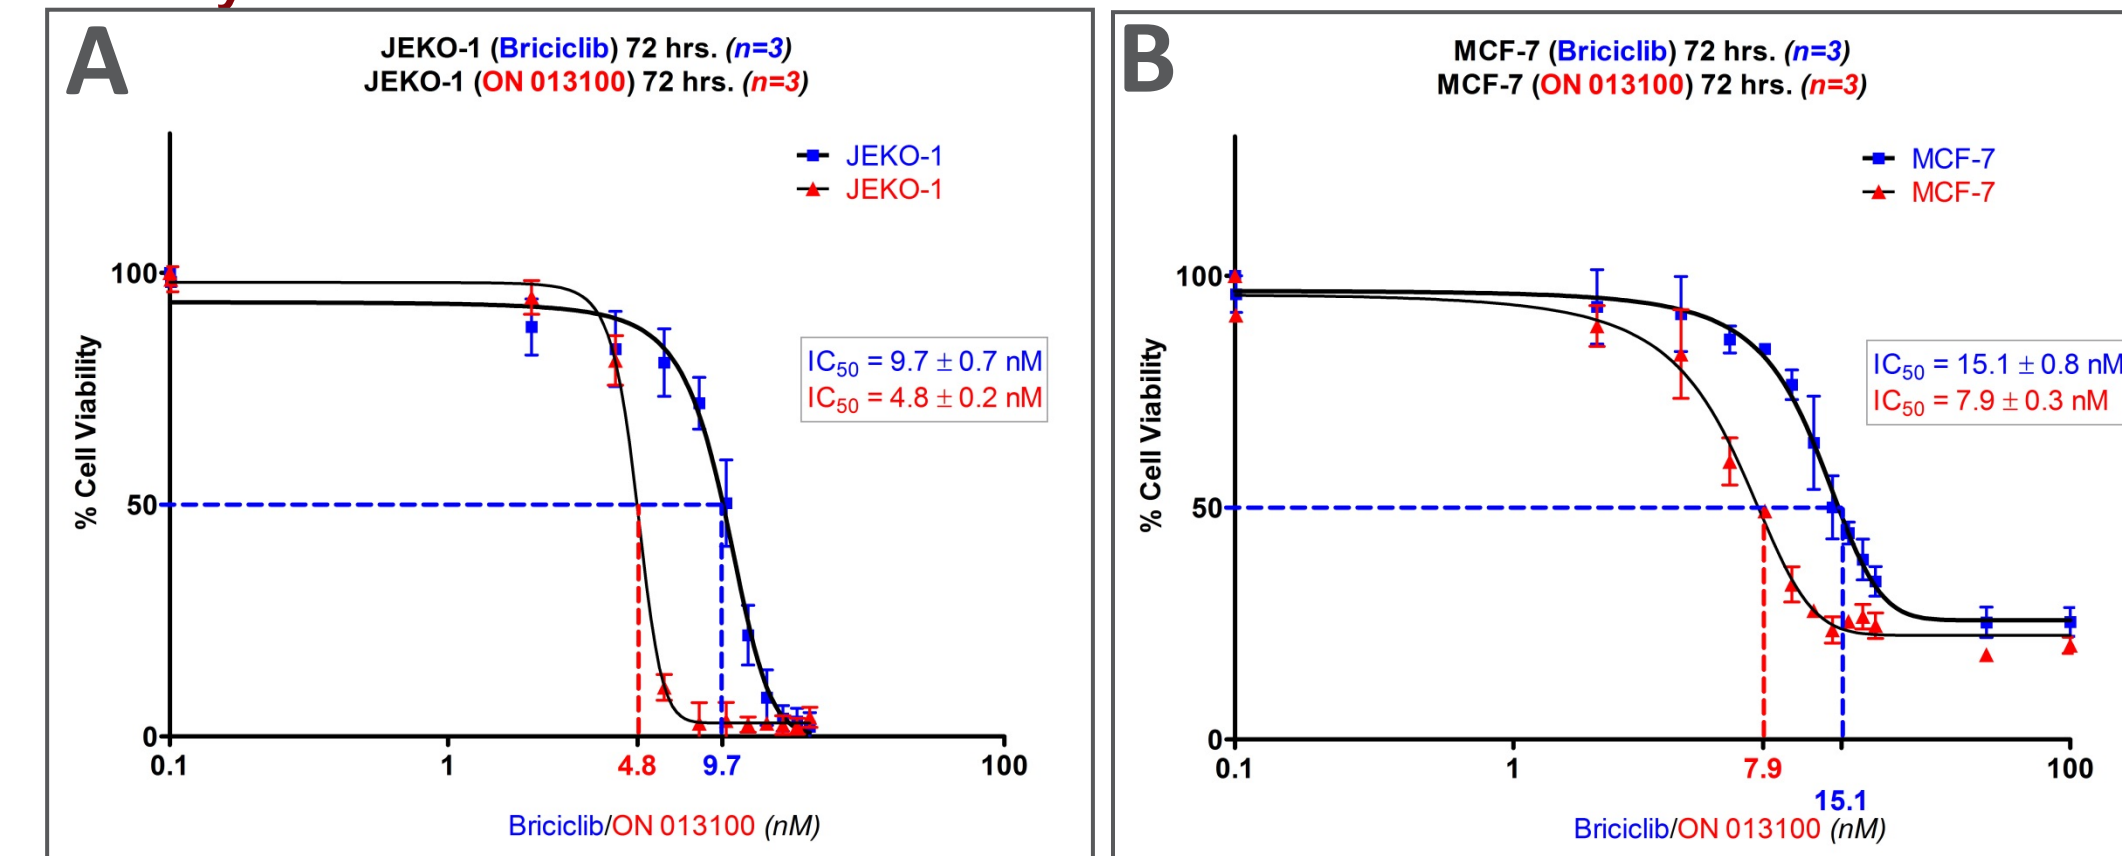 A
JEKO-1 (Briciclib) 72 hrs. (n=3)
JEKO-1 (ON 013100) 72 hrs. (n=3)
JEKO-1
JEKO-1
% Cell Viability
100
50
0
IC50 = 9.7 ± 0.7 nM
IC50 = 4.8 ± 0.2 nM
0.1
1
4.8
9.7
100
Briciclib/ON 013100 (nM)
B
MCF-7 (Briciclib) 72 hrs. (n=3)
MCF-7 (ON 013100) 72 hrs. (n=3)
MCF-7
MCF-7
% Cell Viability
100
50
0
IC50 = 15.1 ± 0.8 nM
IC50 = 7.9 ± 0.3 nM
0.1
1
7.9
15.1
100
Briciclib/ON 013100 (nM)